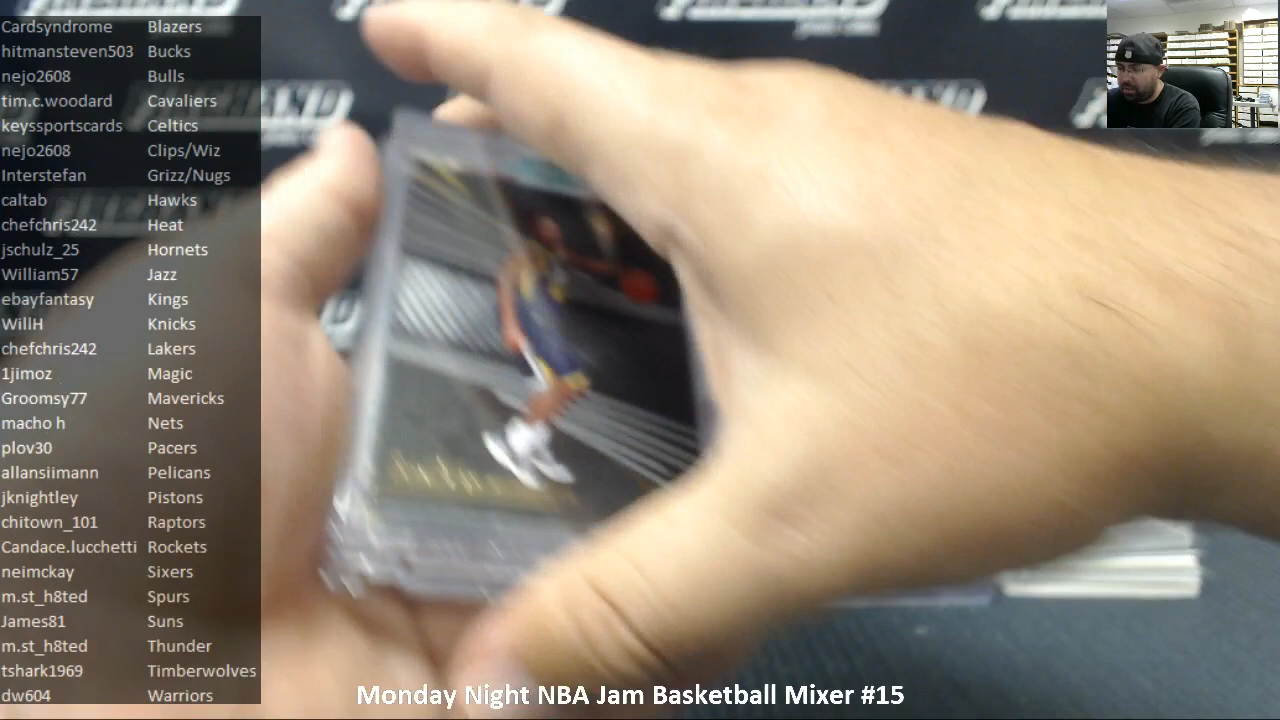 Cardsyndrome Blazers
hitmansteven503 Bucks
nejo2608 Bulls
tim.c.woodard Cavaliers
keyssportscards Celtics
nejo2608 Clips/Wiz
Interstefan Grizz/Nugs
caltab Hawks
chefchris242 Heat
jschulz_25 Hornets
William57 Jazz
ebayfantasy Kings
WillH Knicks
chefchris242 Lakers
1jimoz Magic
Groomsy77 Mavericks
macho h Nets
plov30 Pacers
allansiimann Pelicans
jknightley Pistons
chitown_101 Raptors
Candace.lucchetti Rockets
neimckay Sixers
m.st_h8ted Spurs
James81 Suns
m.st_h8ted Thunder
tshark1969 Timberwolves
dw604 Warriors
Monday Night NBA Jam Basketball Mixer #15